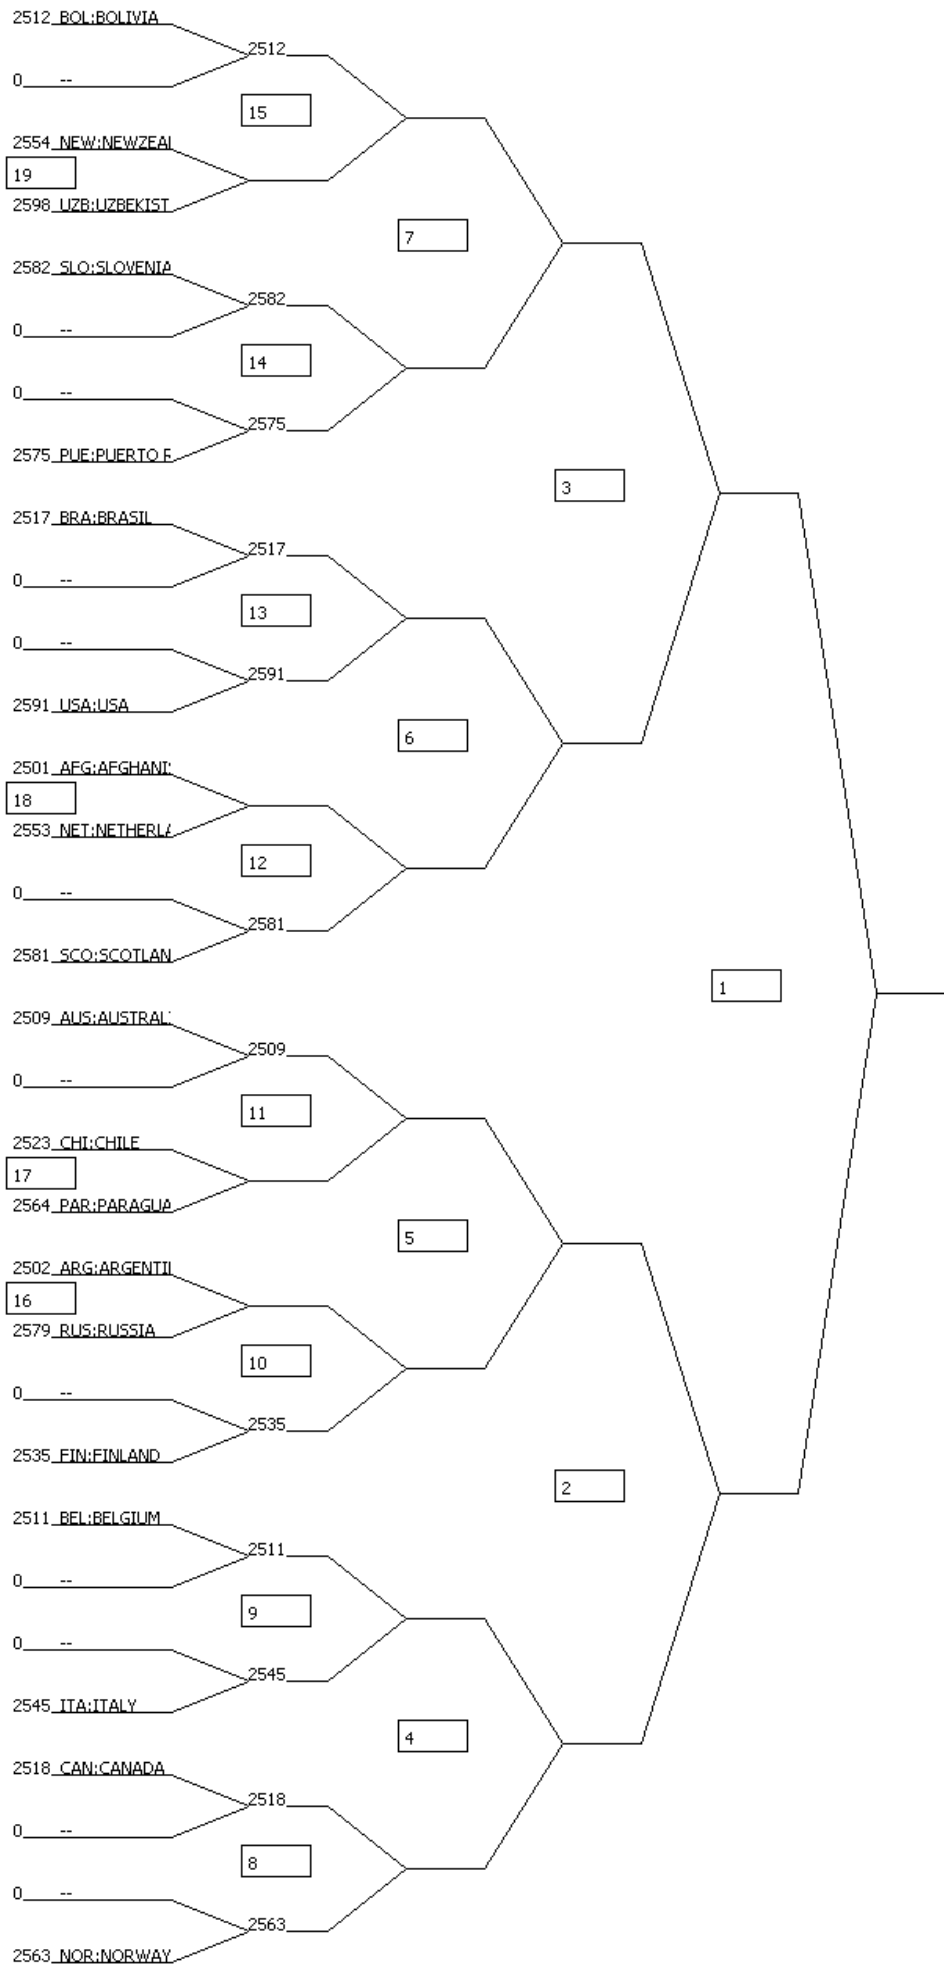 2512 BOL:BOLIVIA
2512
0 --
15
2554 NEW:NEWZEAL
19
2598 UZB:UZBEKIST
7
2582 SLO:SLOVENIA
2582
0 --
14
0 --
2575
2575 PUE:PUERTO R
3
2517 BRA:BRASIL
2517
0 --
13
0 --
2591
2591 USA:USA
6
2501 AFG:AFGHANI
18
2553 NET:NETHERLA
12
0 --
2581
2581 SCO:SCOTLAN
1
2509 AUS:AUSTRAL
2509
0 --
11
2523 CHI:CHILE
17
2564 PAR:PARAGUA
5
2502 ARG:ARGENTI
16
2579 RUS:RUSSIA
10
0 --
2535
2535 FIN:FINLAND
2
2511 BEL:BELGIUM
2511
0 --
9
0 --
2545
2545 ITA:ITALY
4
2518 CAN:CANADA
2518
0 --
8
0 --
2563
2563 NOR:NORWAY